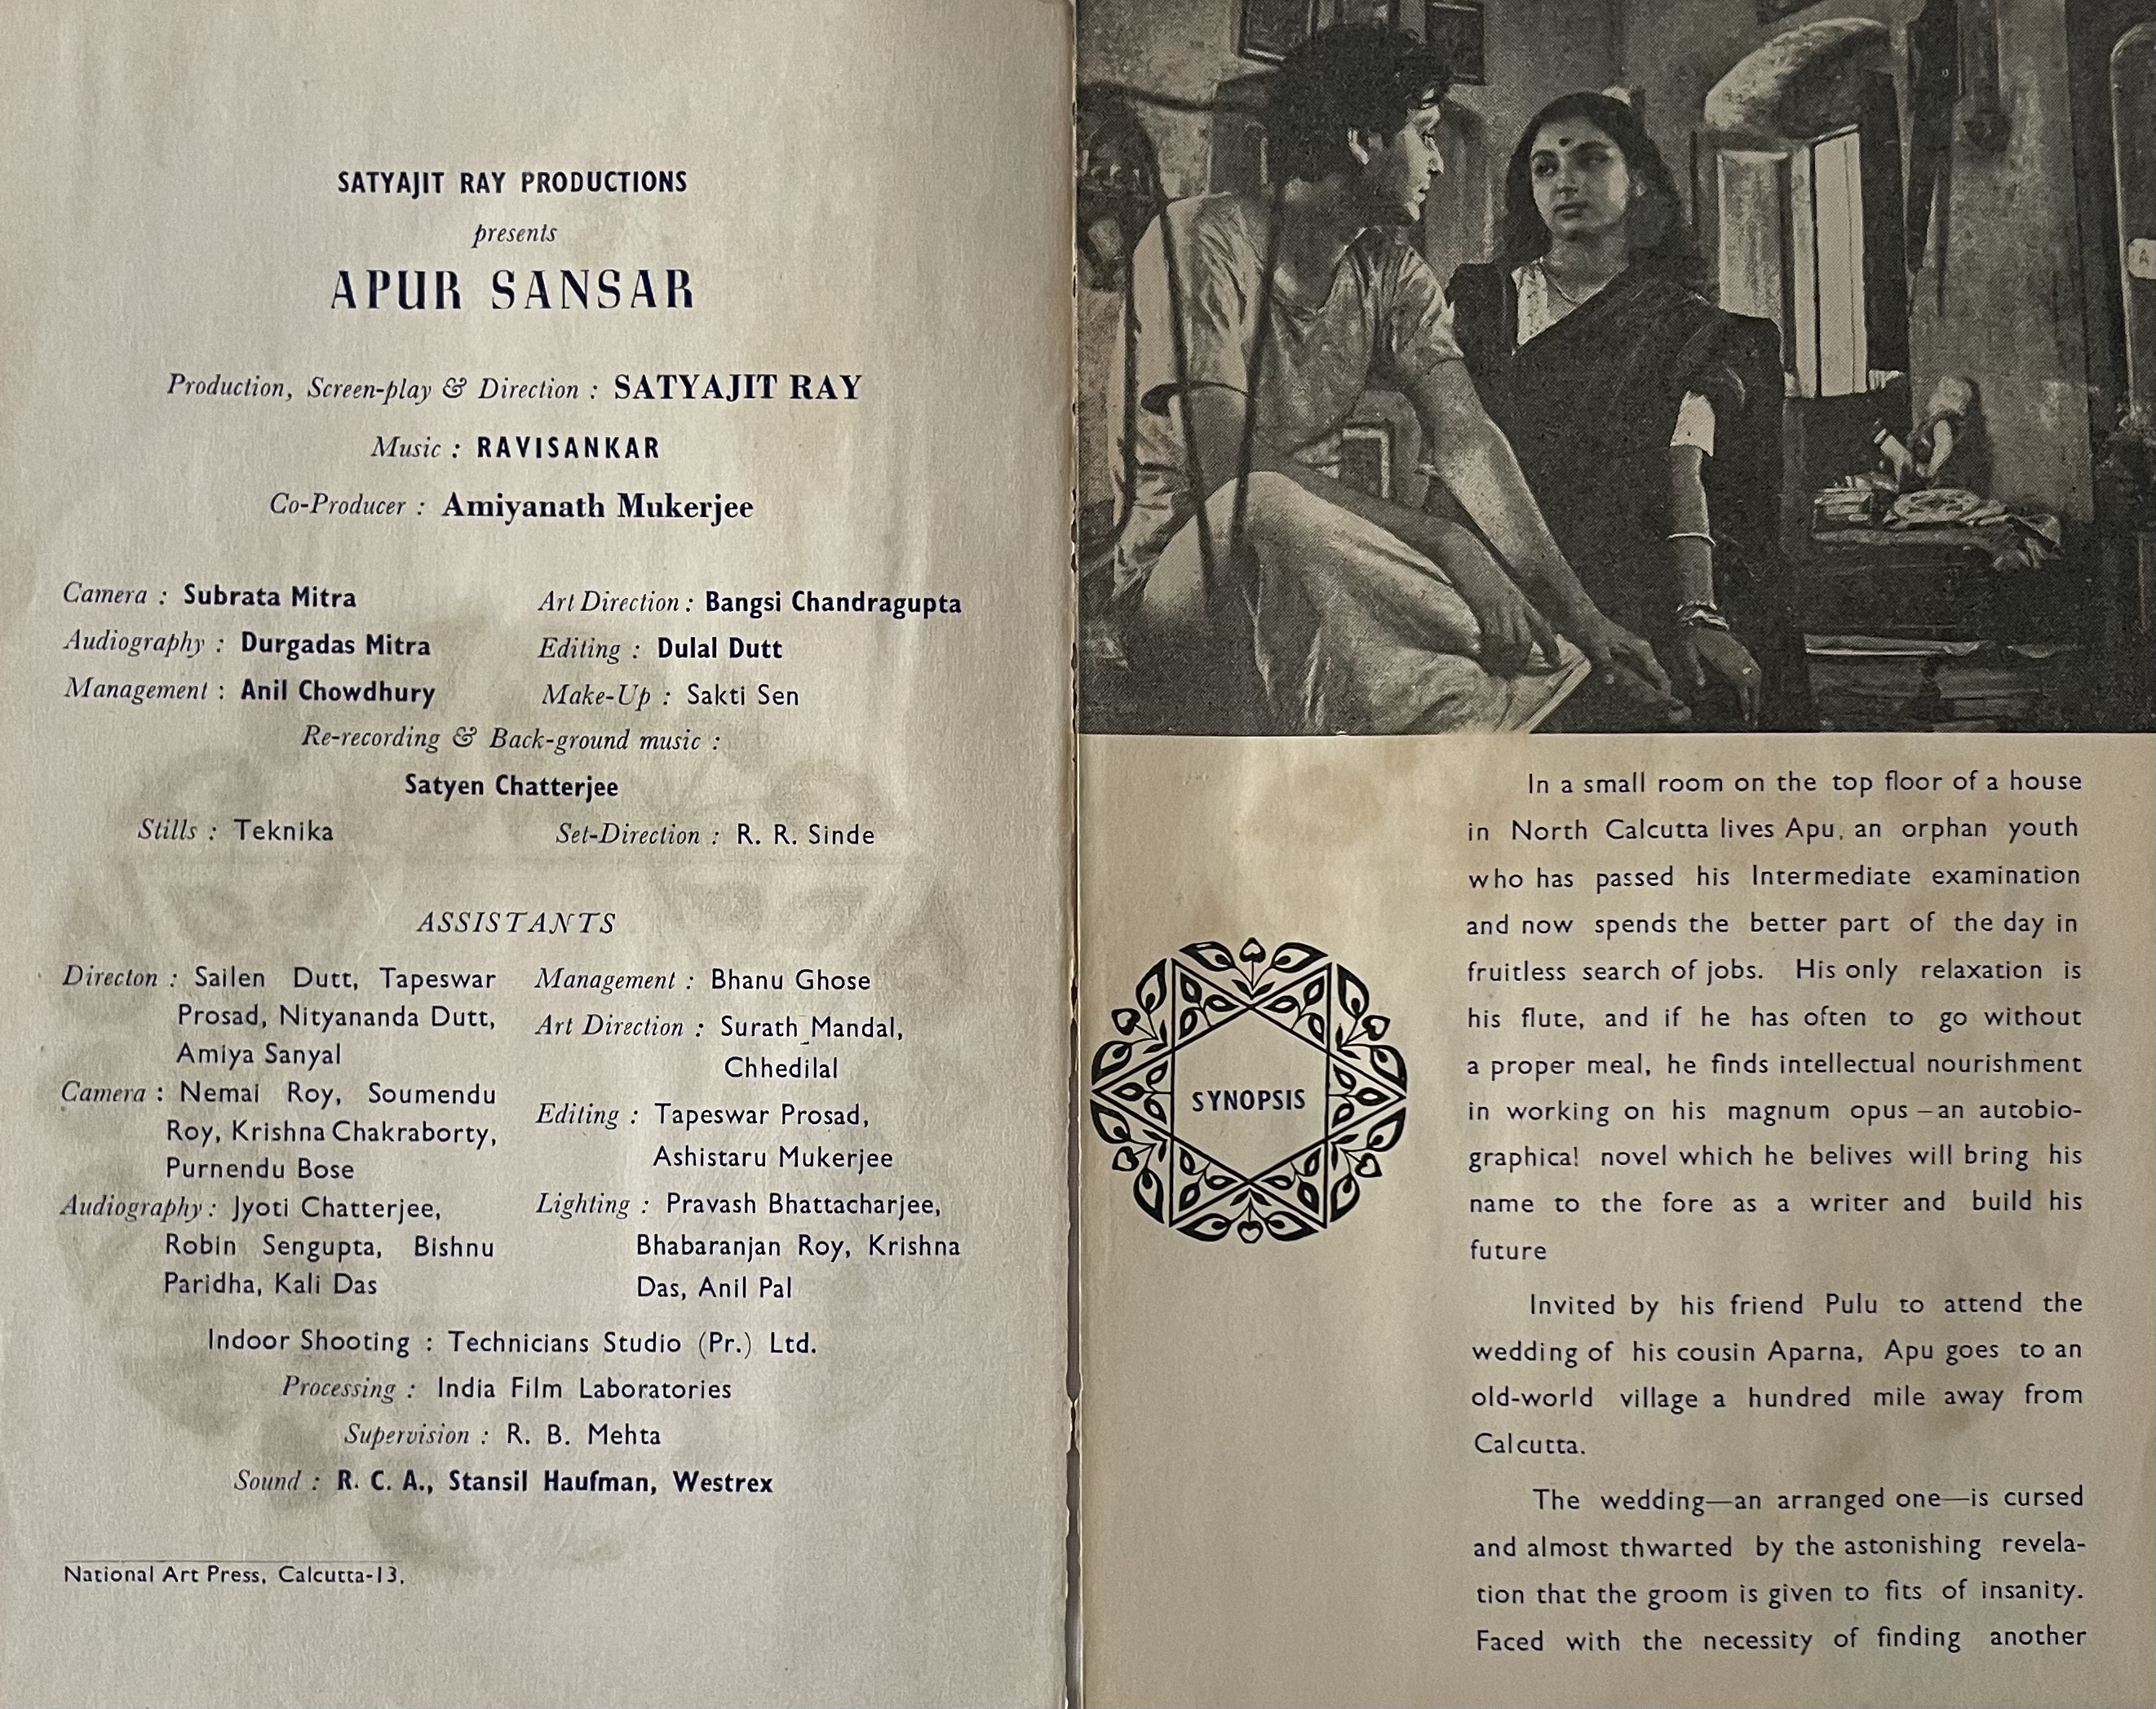 SATYAJIT RAY PRODUCTIONS
presents
APUR SANSAR
Production, Screen-play & Direction : SATYAJIT RAY
Music : RAVISANKAR
Co-Producer : Amiyanath Mukerjee
Camera : Subrata Mitra
Audiography : Durgadas Mitra
Management : Anil Chowdhury
Art Direction : Bangsi Chandragupta
Editing : Dulal Dutt
Make-Up : Sakti Sen
Re-recording & Back-ground music :
Satyen Chatterjee
Stills : Teknika
Set-Direction : R. R. Sinde
ASSISTANTS
Directon : Sailen Dutt, Tapeswar
Prosad, Nityananda Dutt,
Amiya Sanyal
Camera : Nemai Roy, Soumendu
Roy, Krishna Chakraborty,
Purnendu Bose
Audiography : Jyoti Chatterjee,
Robin Sengupta, Bishnu
Paridha, Kali Das
Management : Bhanu Ghose
Art Direction : Surath Mandal,
Chhedilal
Editing : Tapeswar Prosad,
Ashistaru Mukerjee
Lighting : Pravash Bhattacharjee,
Bhabaranjan Roy, Krishna
Das, Anil Pal
Indoor Shooting : Technicians Studio (Pr.) Ltd.
Processing : India Film Laboratories
Supervision : R. B. Mehta
Sound : R. C. A., Stansil Haufman, Westrex
National Art Press, Calcutta-13,
SYNOPSIS
In a small room on the top floor of a house
in North Calcutta lives Apu, an orphan youth
who has passed his Intermediate examination
and now spends the better part of the day in
fruitless search of jobs. His only relaxation is
his flute, and if he has often to go without
a proper meal, he finds intellectual nourishment
in working on his magnum opus – an autobio-
graphical novel which he belives will bring his
name to the fore as a writer and build his
future
Invited by his friend Pulu to attend the
wedding of his cousin Aparna, Apu goes to an
old-world village a hundred mile away from
Calcutta.
The wedding—an arranged one—is cursed
and almost thwarted by the astonishing revela-
tion that the groom is given to fits of insanity.
Faced with the necessity of finding another